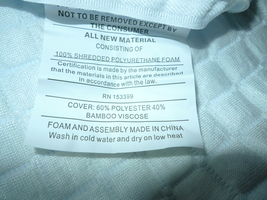 NOT TO BE REMOVED EXCEPT BY
THE CONSUMER
ALL NEW MATERIAL
CONSISTING OF
100% SHREDDED POLYURETHANE FOAM
Certification is made by the manufacturer
that the materials in this article are described
in accordance with the law.
RN 153399
COVER: 60% POLYESTER 40%
BAMBOO VISCOSE
FOAM AND ASSEMBLY MADE IN CHINA
Wash in cold water and dry on low heat